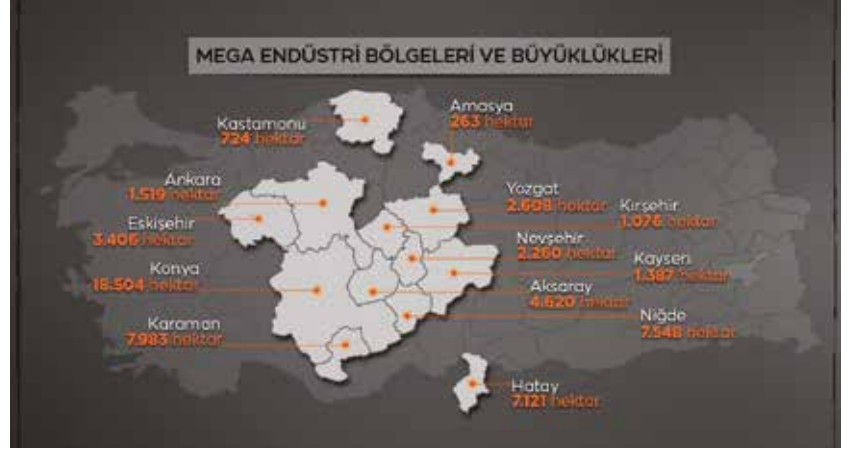 MEGA ENDÜSTRİ BÖLGELERİ VE BÜYÜKLÜKLERİ
Kastamonu
724 hektar
Amasya
263 hektar
Ankara
1.519 hektar
Yozgat
2.608 hektar
Kırşehir
1.076 hektar
Eskişehir
3.406 hektar
Nevşehir
2.260 hektar
Kayseri
1.387 hektar
Konya
18.504 hektar
Aksaray
4.620 hektar
Karaman
7.983 hektar
Niğde
7.548 hektar
Hatay
7.121 hektar